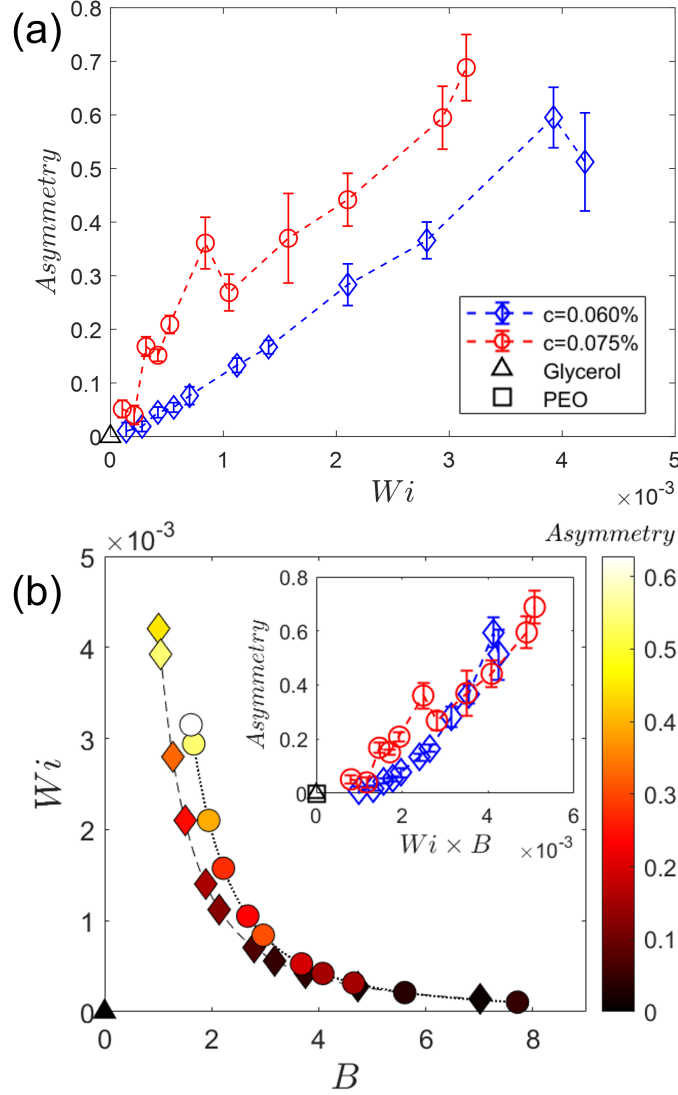 (a)
0.8
0.7
0.6
0.5
0.4
0.3
0.2
0.1
0
Asymmetry
c=0.060%
c=0.075%
Glycerol
PEO
0 1 2 3 4 5
Wi
×10⁻³
(b)
×10⁻³
Asymmetry
5
4
3
2
1
0
Wi
0.8
0.6
0.4
0.2
0
Asymmetry
0 2 4 6
Wi × B
×10⁻³
0.6
0.5
0.4
0.3
0.2
0.1
0
0 2 4 6 8
B